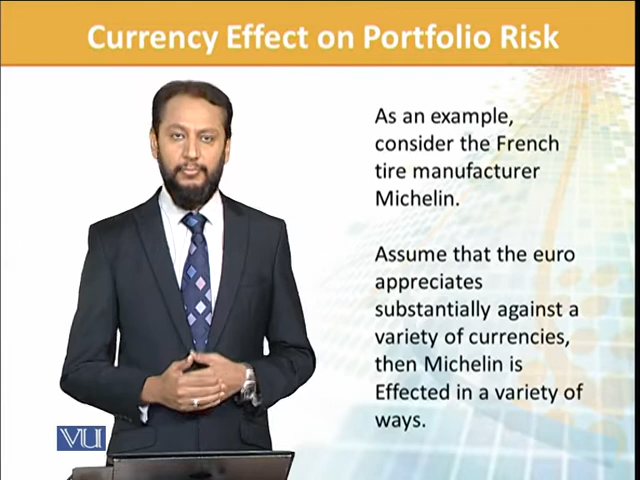 Currency Effect on Portfolio Risk
As an example,
consider the French
tire manufacturer
Michelin.
Assume that the euro
appreciates
substantially against a
variety of currencies,
then Michelin is
Effected in a variety of
ways.
VU